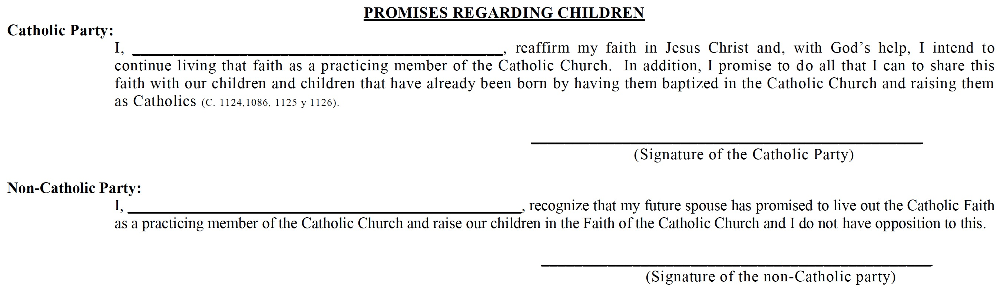 PROMISES REGARDING CHILDREN
Catholic Party:
I, ______________________________________________, reaffirm my faith in Jesus Christ and, with God’s help, I intend to
continue living that faith as a practicing member of the Catholic Church. In addition, I promise to do all that I can to share this
faith with our children and children that have already been born by having them baptized in the Catholic Church and raising them
as Catholics (C. 1124,1086, 1125 y 1126).
________________________________________________
(Signature of the Catholic Party)
Non-Catholic Party:
I, ________________________________________________, recognize that my future spouse has promised to live out the Catholic Faith
as a practicing member of the Catholic Church and raise our children in the Faith of the Catholic Church and I do not have opposition to this.
________________________________________________
(Signature of the non-Catholic party)